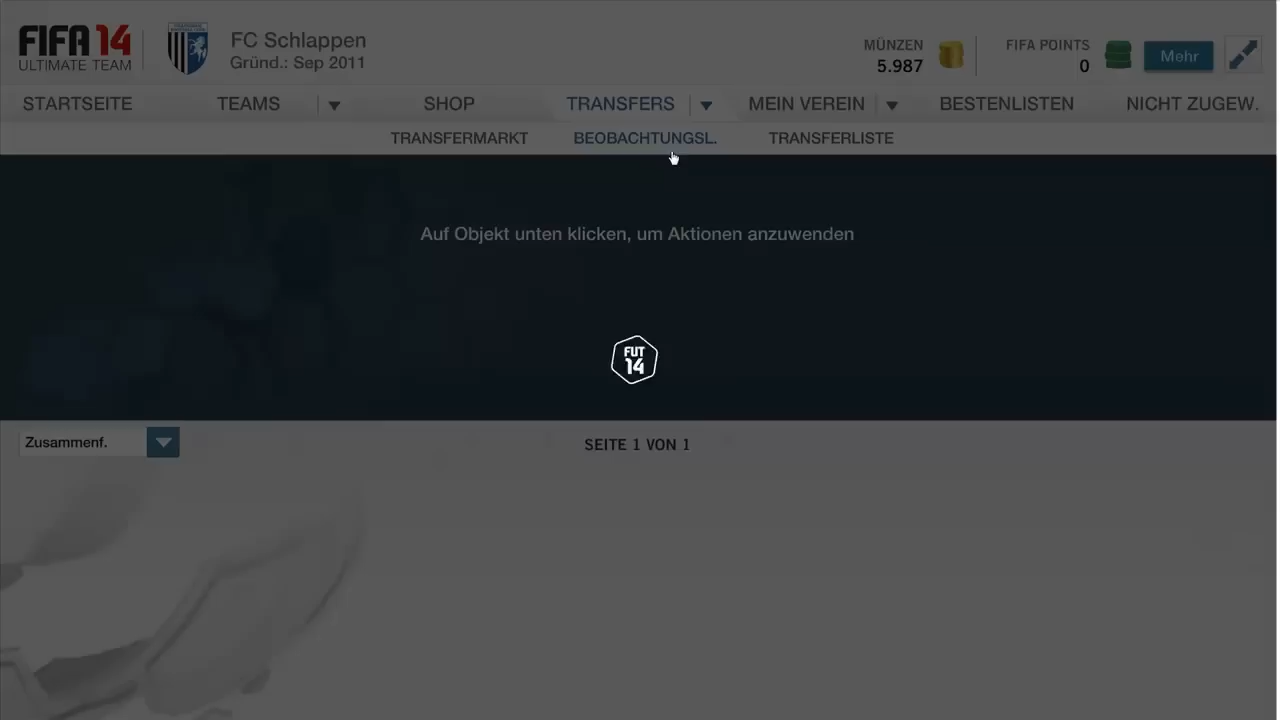 FIFA 14
ULTIMATE TEAM
FC Schlappen
Gründ.: Sep 2011
MÜNZEN
5.987
FIFA POINTS
0
Mehr
STARTSEITE TEAMS SHOP TRANSFERS MEIN VEREIN BESTENLISTEN NICHT ZUGEW.
TRANSFERMARKT BEOBACHTUNGSL. TRANSFERLISTE
Auf Objekt unten klicken, um Aktionen anzuwenden
FUT
14
Zusammenf. SEITE 1 VON 1